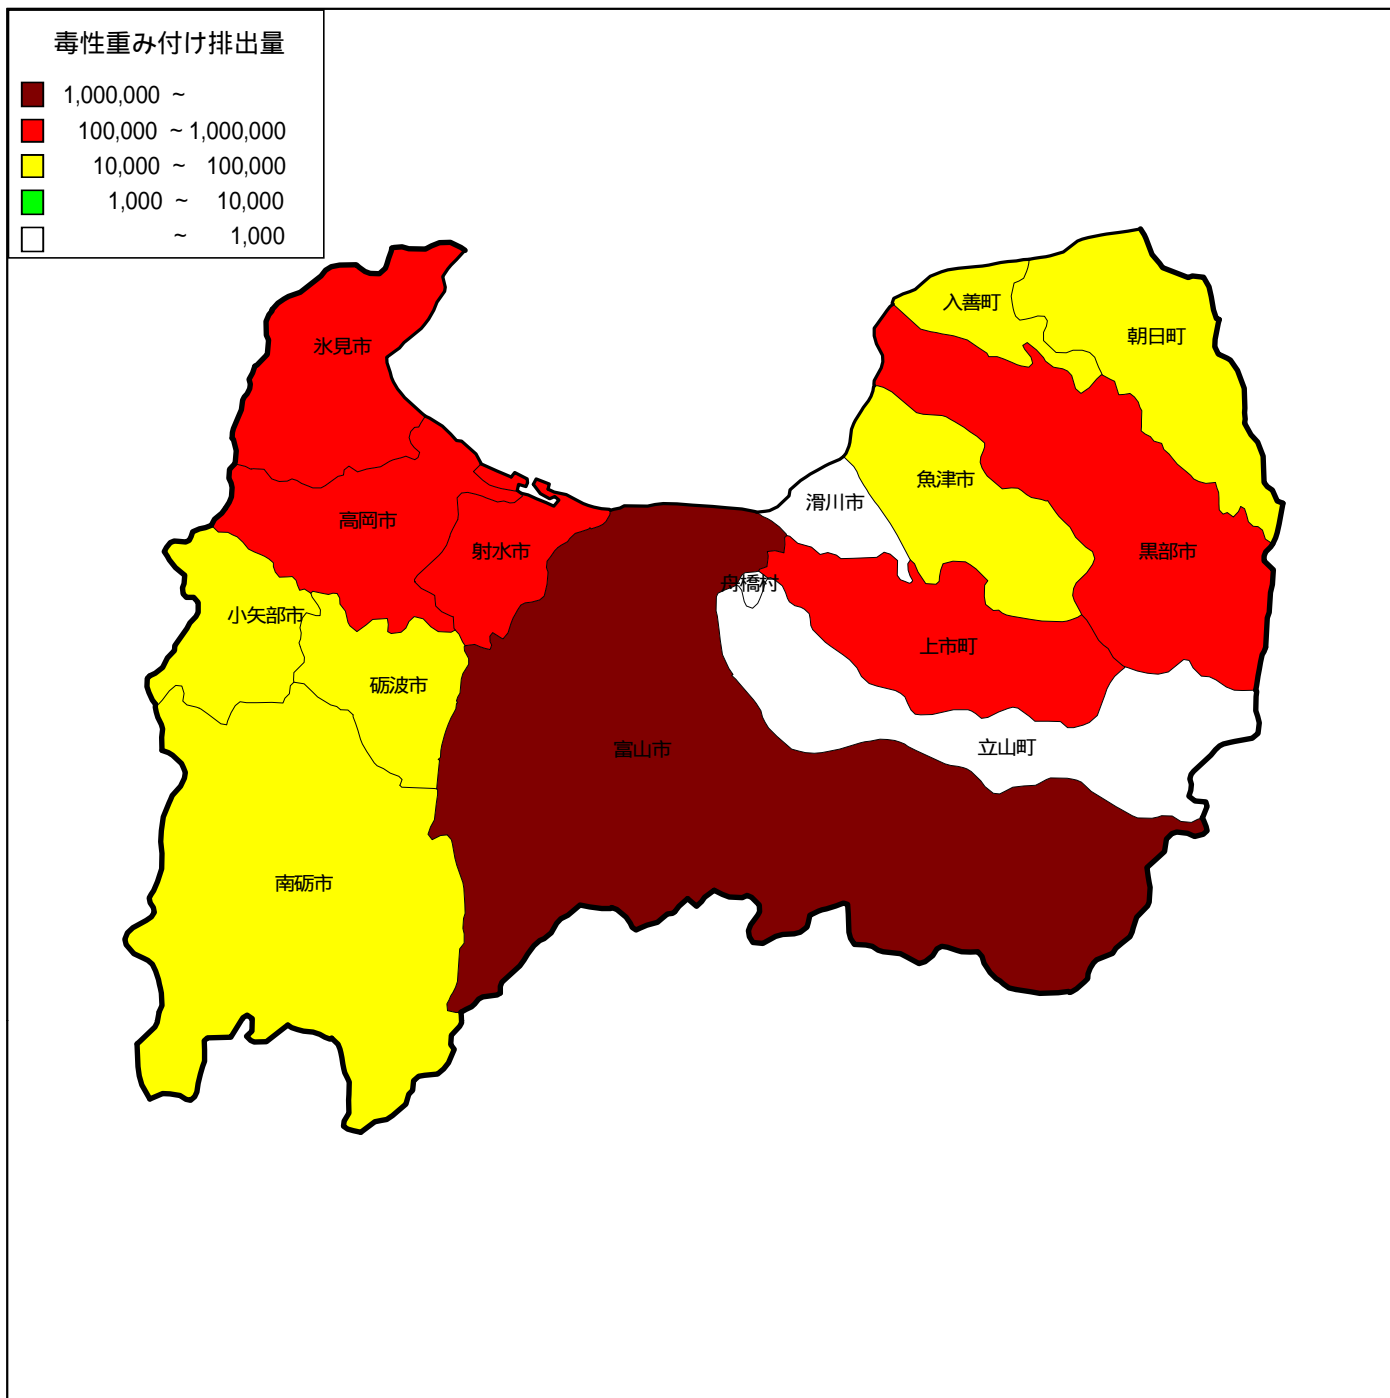 毒性重み付け排出量
1,000,000 ~
100,000 ~ 1,000,000
10,000 ~ 100,000
1,000 ~ 10,000
~ 1,000
入善町
朝日町
氷見市
魚津市
滑川市
高岡市
射水市
黒部市
舟橋村
小矢部市
上市町
砺波市
富山市
立山町
南砺市